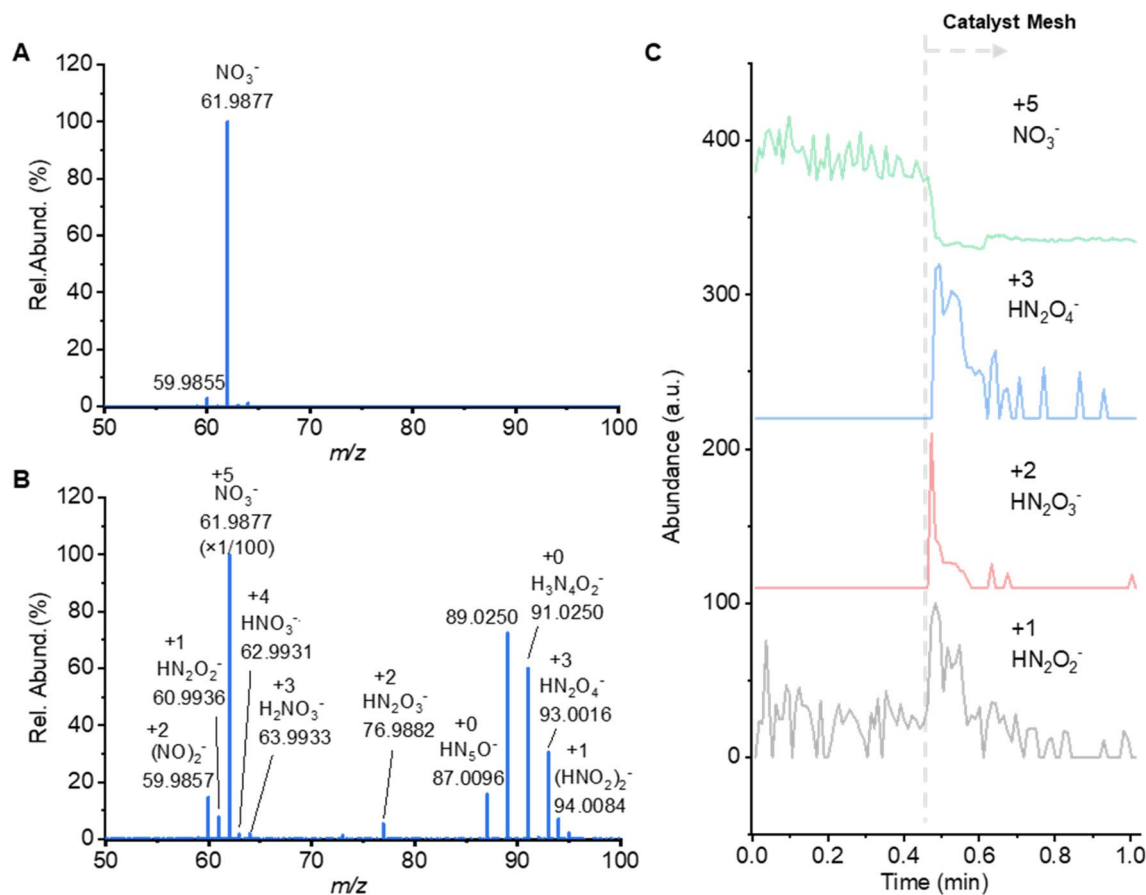 A
120
100
80
60
40
20
0
Rel.Abund. (%)
NO₃⁻
61.9877
59.9855
50 60 70 80 90 100
m/z
B
120
100
80
60
40
20
0
Rel. Abund.(%)
+5
NO₃⁻
61.9877
(×1/100)
+4
HNO₃⁻
62.9931
+1
HN₂O₂⁻
60.9936
+3
H₂NO₃⁻
63.9933
+2
(NO)₂⁻
59.9857
+2
HN₂O₃⁻
76.9882
+0
HN₅O⁻
87.0096
89.0250
+0
H₃N₄O₂⁻
91.0250
+3
HN₂O₄⁻
93.0016
+1
(HNO₂)₂⁻
94.0084
50 60 70 80 90 100
m/z
C
Catalyst Mesh
400
300
200
100
0
Abundance (a.u.)
+5
NO₃⁻
+3
HN₂O₄⁻
+2
HN₂O₃⁻
+1
HN₂O₂⁻
0.0 0.2 0.4 0.6 0.8 1.0
Time (min)